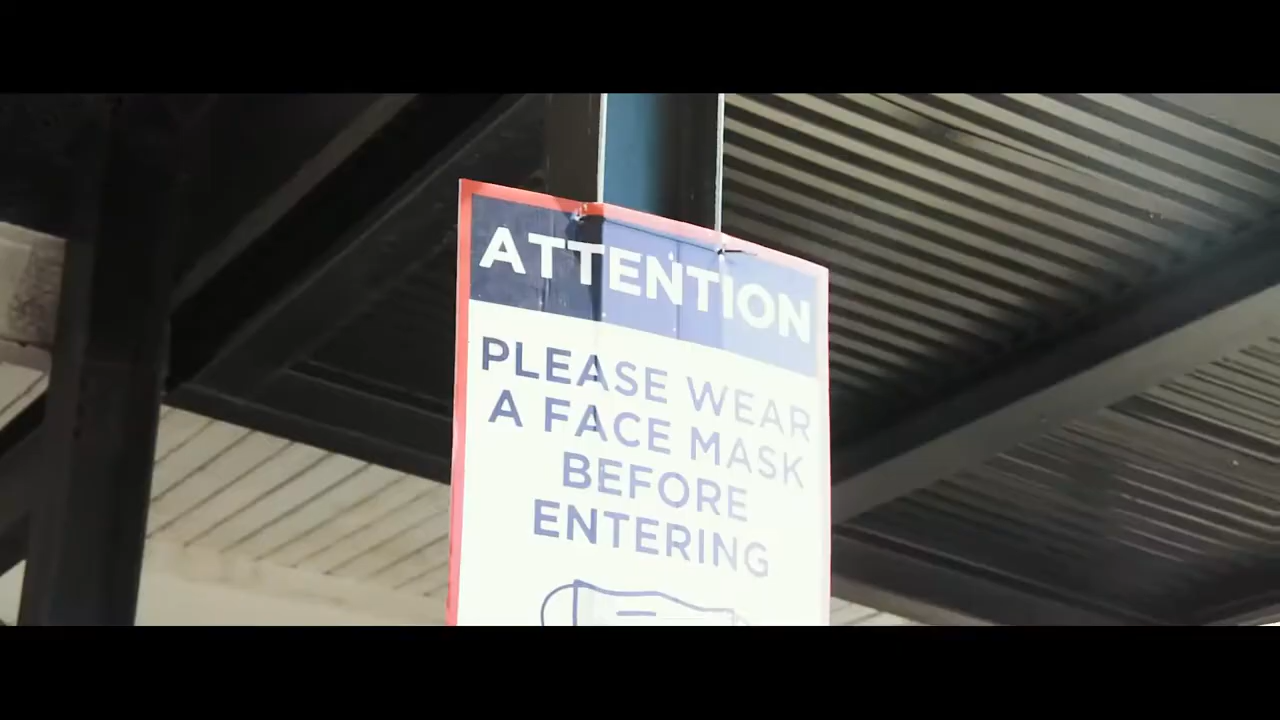 ATTENTION
PLEASE WEAR
A FACE MASK
BEFORE
ENTERING